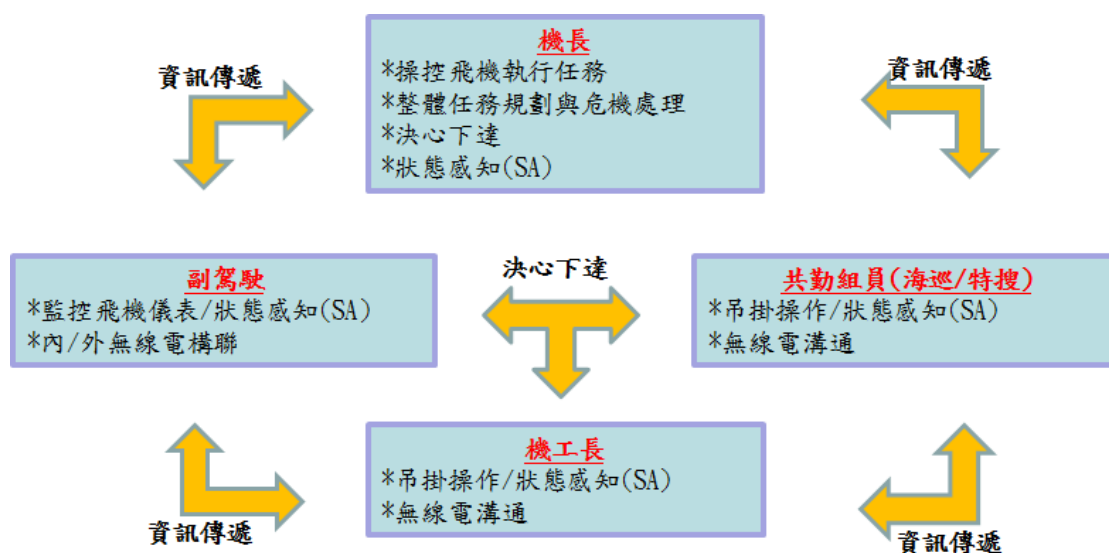 機長
*操控飛機執行任務
*整體任務規劃與危機處理
*決心下達
*狀態感知(SA)
資訊傳遞
資訊傳遞
副駕駛
*監控飛機儀表/狀態感知(SA)
*內/外無線電構聯
決心下達
共勤組員(海巡/特搜)
*吊掛操作/狀態感知(SA)
*無線電溝通
機工長
*吊掛操作/狀態感知(SA)
*無線電溝通
資訊傳遞
資訊傳遞